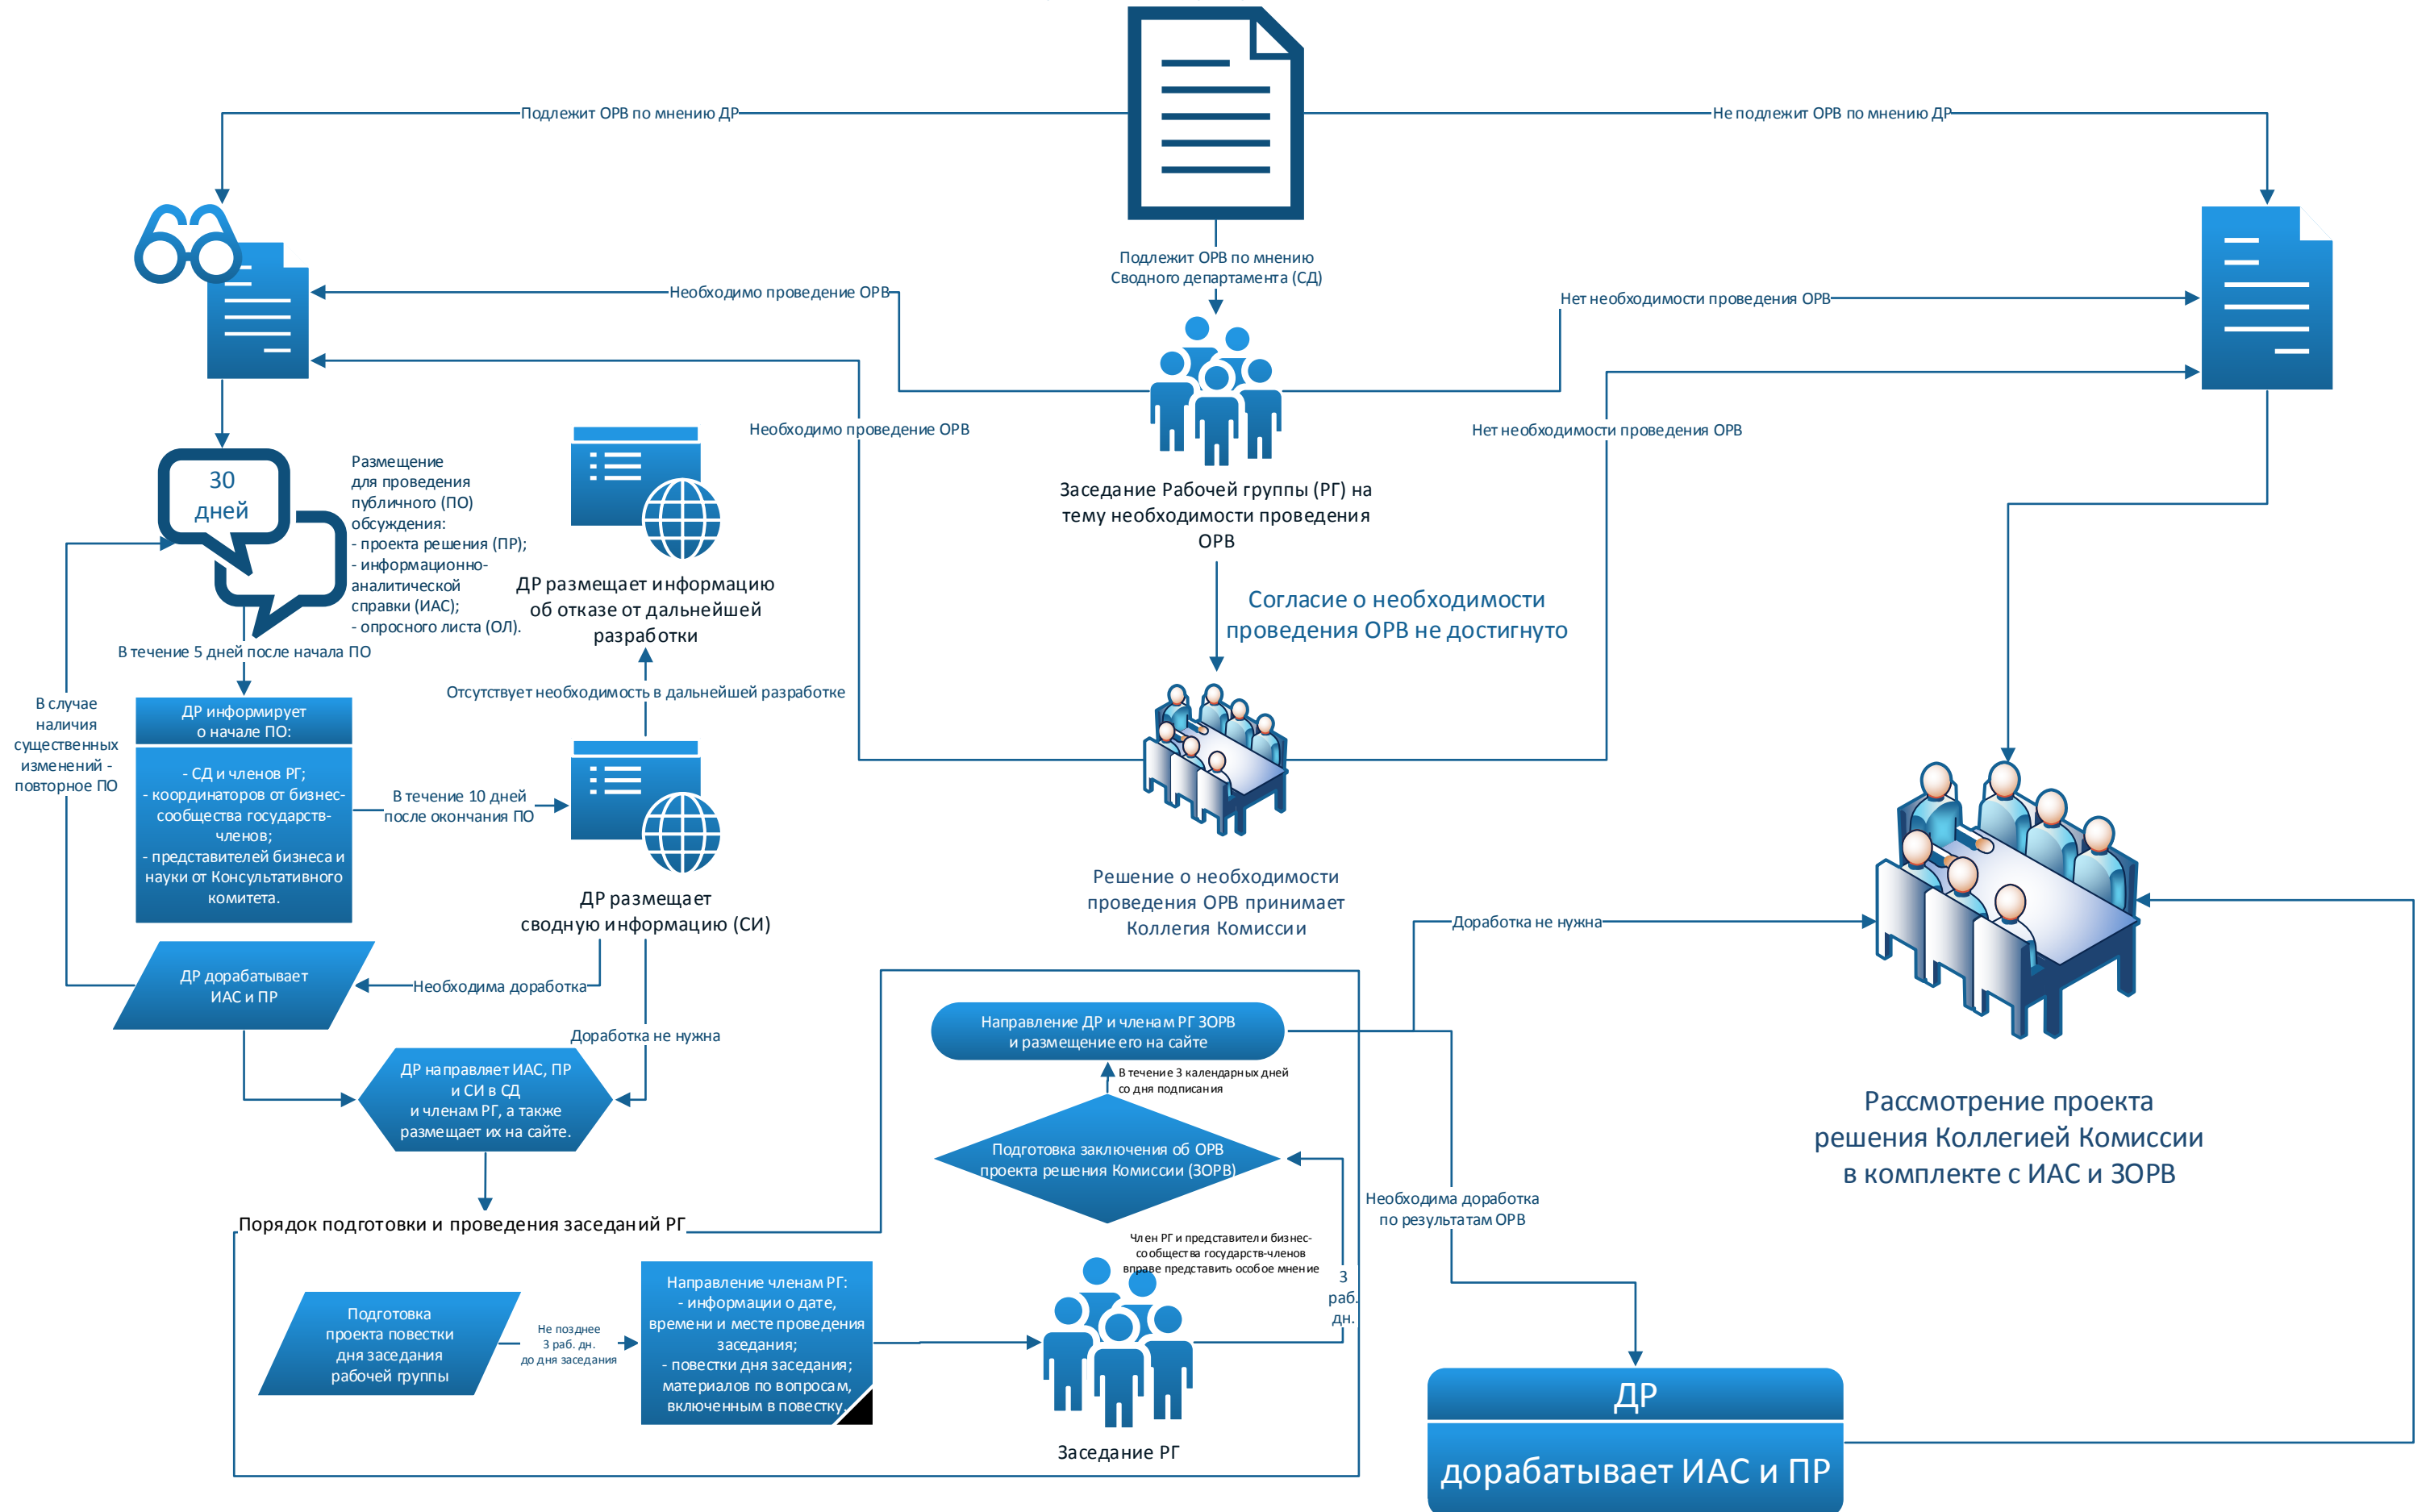 Подлежит ОРВ по мнению ДР
Не подлежит ОРВ по мнению ДР
Подлежит ОРВ по мнению
Сводного департамента (СД)
Необходимо проведение ОРВ
Нет необходимости проведения ОРВ
Необходимо проведение ОРВ
Нет необходимости проведения ОРВ
30
дней
Размещение
для проведения
публичного (ПО)
обсуждения:
- проекта решения (ПР);
- информационно-
аналитической
справки (ИАС);
- опросного листа (ОЛ).
Заседание Рабочей группы (РГ) на
тему необходимости проведения
ОРВ
ДР размещает информацию
об отказе от дальнейшей
разработки
Согласие о необходимости
проведения ОРВ не достигнуто
В течение 5 дней после начала ПО
Отсутствует необходимость в дальнейшей разработке
В случае
наличия
существенных
изменений -
повторное ПО
ДР информирует
о начале ПО:
- СД и членов РГ;
- координаторов от бизнес-
сообщества государств-
членов;
- представителей бизнеса и
науки от Консультативного
комитета.
В течение 10 дней
после окончания ПО
ДР размещает
сводную информацию (СИ)
Решение о необходимости
проведения ОРВ принимает
Коллегия Комиссии
Доработка не нужна
ДР дорабатывает
ИАС и ПР
Необходима доработка
Доработка не нужна
Направление ДР и членам РГ ЗОРВ
и размещение его на сайте
В течение 3 календарных дней
со дня подписания
ДР направляет ИАС, ПР
и СИ в СД
и членам РГ, а также
размещает их на сайте.
Подготовка заключения об ОРВ
проекта решения Комиссии (ЗОРВ)
Рассмотрение проекта
решения Коллегией Комиссии
в комплекте с ИАС и ЗОРВ
Необходима доработка
по результатам ОРВ
Порядок подготовки и проведения заседаний РГ
Член РГ и представители бизнес-
сообщества государств-членов
вправе представить особое мнение
3
раб.
дн.
Подготовка
проекта повестки
дня заседания
рабочей группы
Не позднее
3 раб. дн.
до дня заседания
Направление членам РГ:
- информации о дате,
времени и месте проведения
заседания;
- повестки дня заседания;
материалов по вопросам,
включенным в повестку.
Заседание РГ
ДР
дорабатывает ИАС и ПР